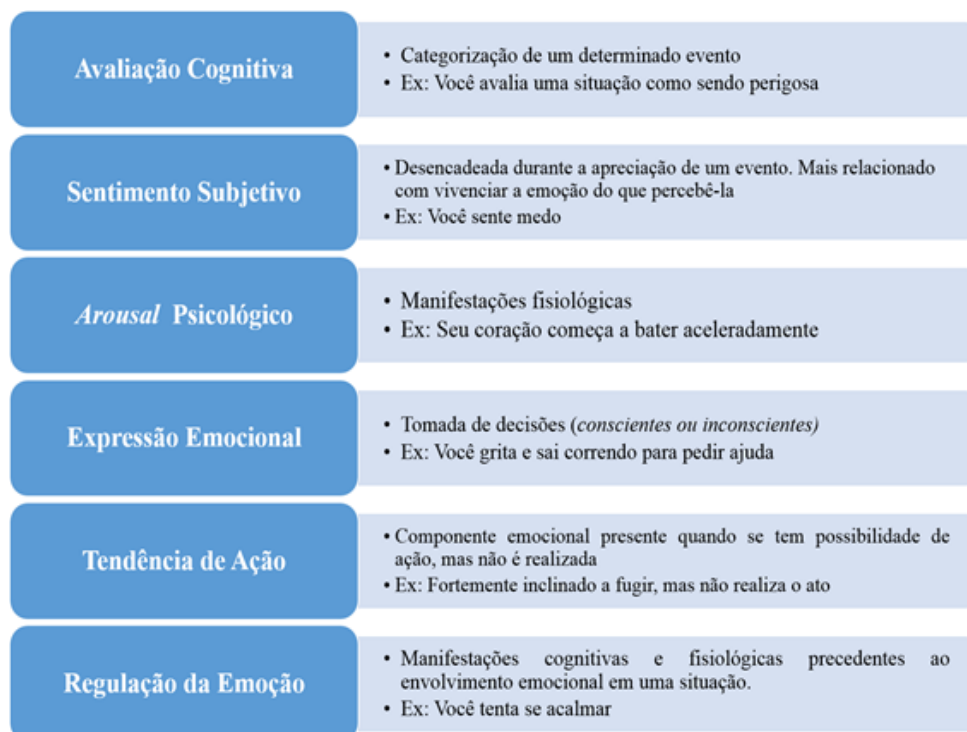 Avaliação Cognitiva
• Categorização de um determinado evento
• Ex: Você avalia uma situação como sendo perigosa
Sentimento Subjetivo
• Desencadeada durante a apreciação de um evento. Mais relacionado
com vivenciar a emoção do que percebê-la
• Ex: Você sente medo
Arousal Psicológico
• Manifestações fisiológicas
• Ex: Seu coração começa a bater aceleradamente
Expressão Emocional
• Tomada de decisões (conscientes ou inconscientes)
• Ex: Você grita e sai correndo para pedir ajuda
Tendência de Ação
• Componente emocional presente quando se tem possibilidade de
ação, mas não é realizada
• Ex: Fortemente inclinado a fugir, mas não realiza o ato
Regulação da Emoção
• Manifestações cognitivas e fisiológicas precedentes ao
envolvimento emocional em uma situação.
• Ex: Você tenta se acalmar